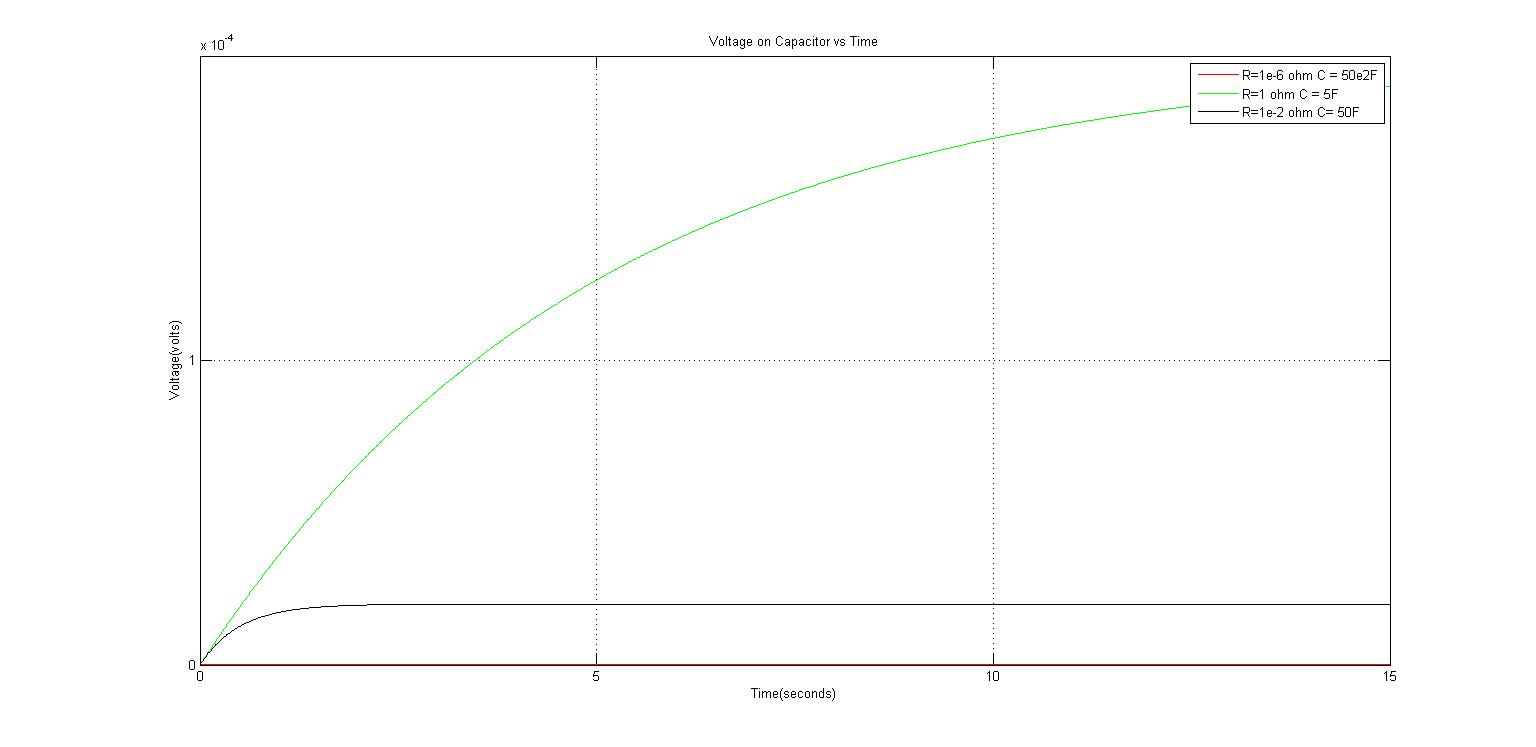 Voltage on Capacitor vs Time
x 10-4
R=1e-6 ohm C = 50e2F
R=1 ohm C = 5F
R=1e-2 ohm C= 50F
Voltage(volts)
1
0
0 5 10 15
Time(seconds)